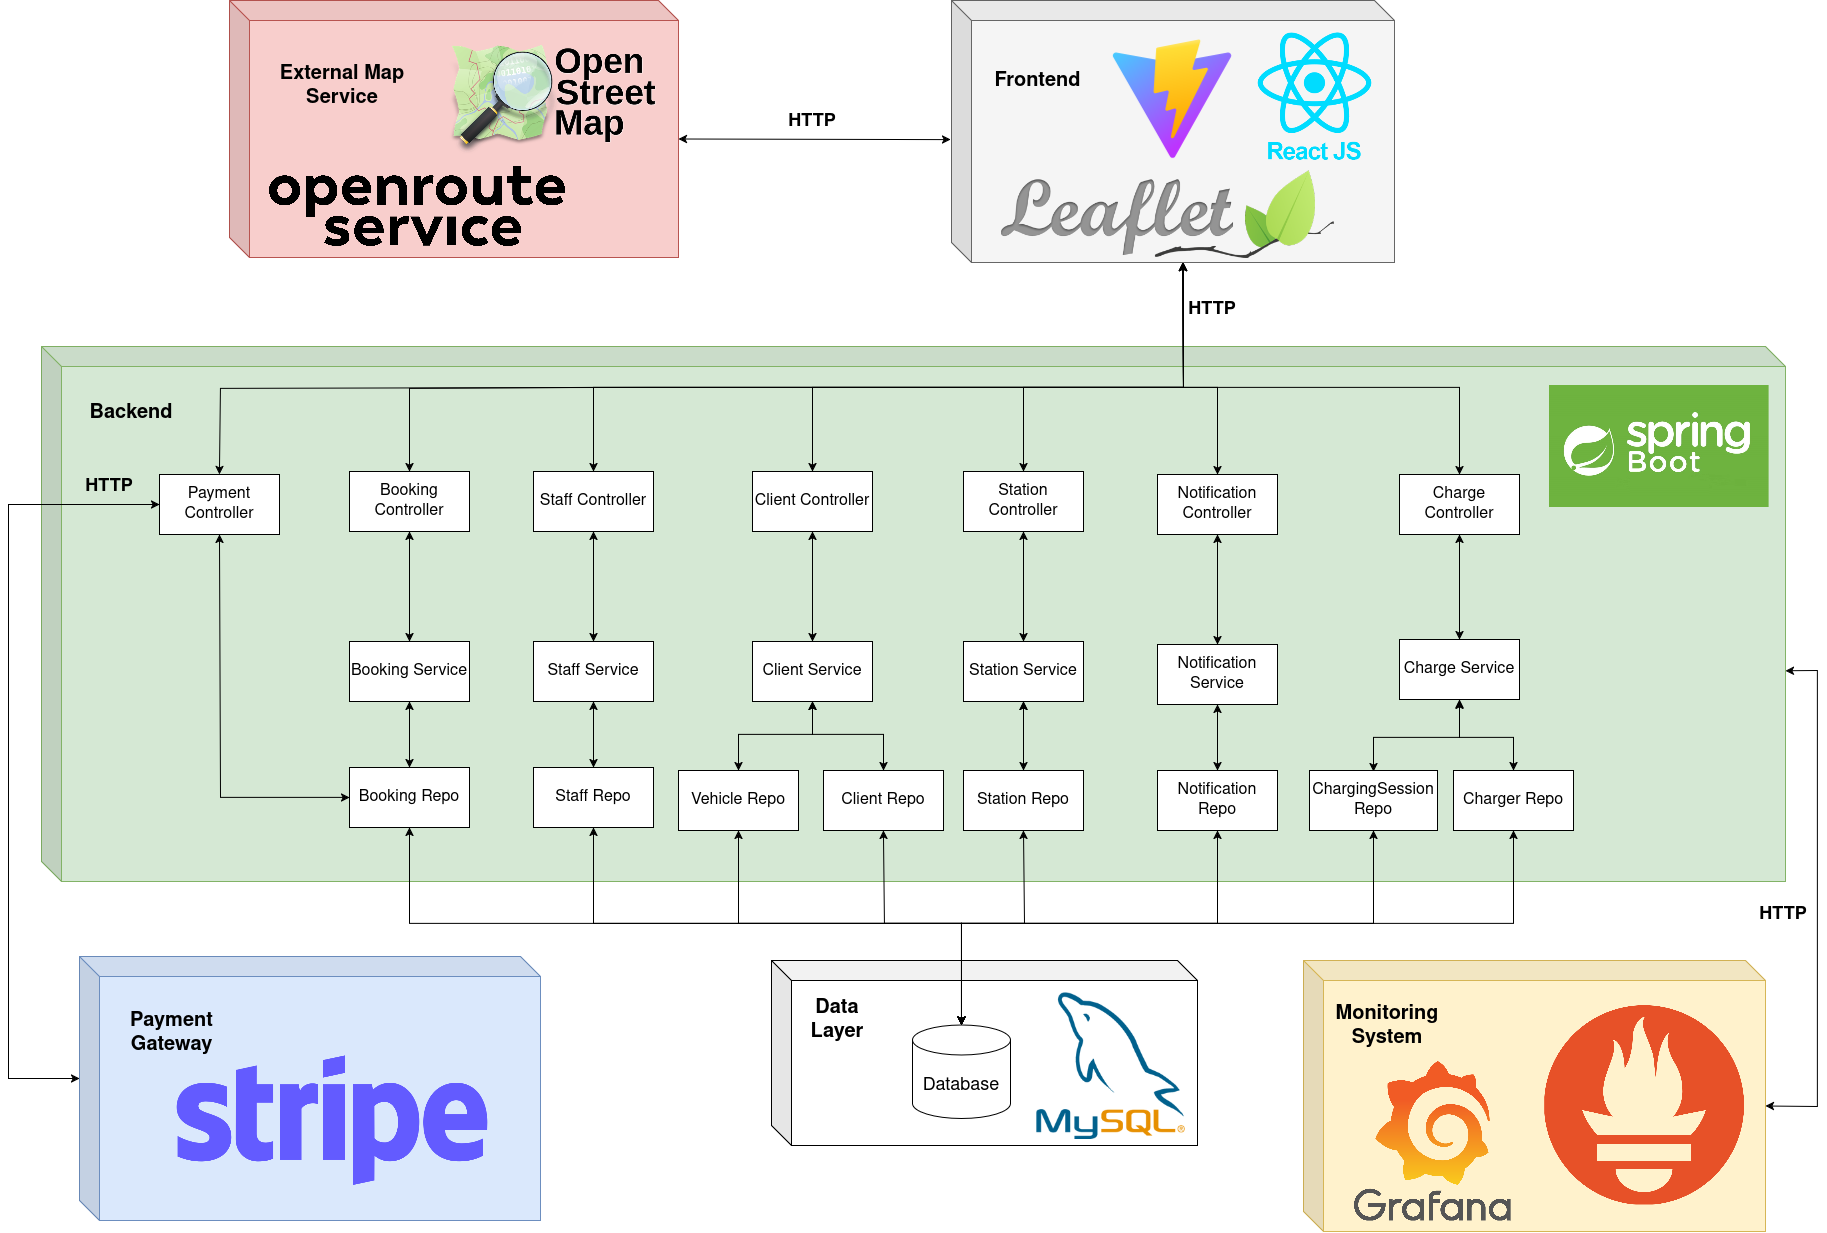 External Map
Service
Open
Street
Map
openroute
service
HTTP
Frontend
React JS
Leaflet
HTTP
Backend
spring
Boot
HTTP
Payment
Controller
Booking
Controller
Staff Controller
Client Controller
Station
Controller
Notification
Controller
Charge
Controller
Booking Service
Staff Service
Client Service
Station Service
Notification
Service
Charge Service
Booking Repo
Staff Repo
Vehicle Repo
Client Repo
Station Repo
Notification
Repo
ChargingSession
Repo
Charger Repo
HTTP
Payment
Gateway
stripe
Data
Layer
Database
MySQL®
Monitoring
System
Grafana